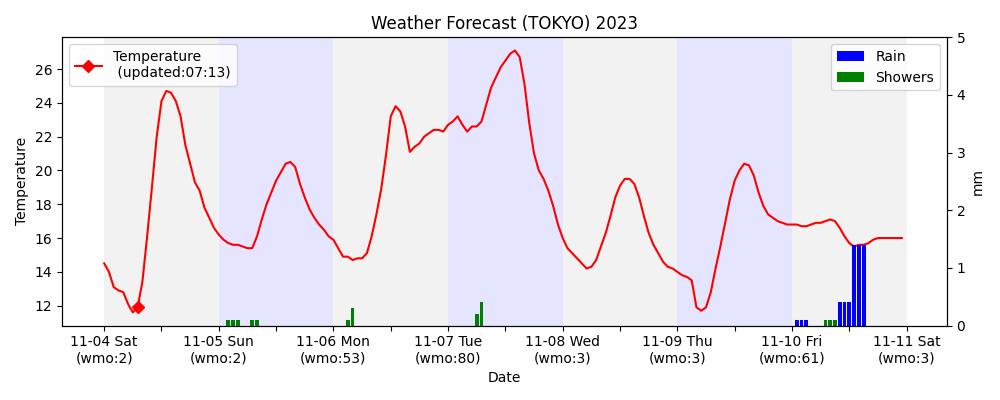 Weather Forecast (TOKYO) 2023
Temperature
(updated:07:13)
Rain
Showers
Temperature
26
24
22
20
18
16
14
12
5
4
3
2
1
0
mm
11-04 Sat
(wmo:2)
11-05 Sun
(wmo:2)
11-06 Mon
(wmo:53)
11-07 Tue
(wmo:80)
11-08 Wed
(wmo:3)
11-09 Thu
(wmo:3)
11-10 Fri
(wmo:61)
11-11 Sat
(wmo:3)
Date